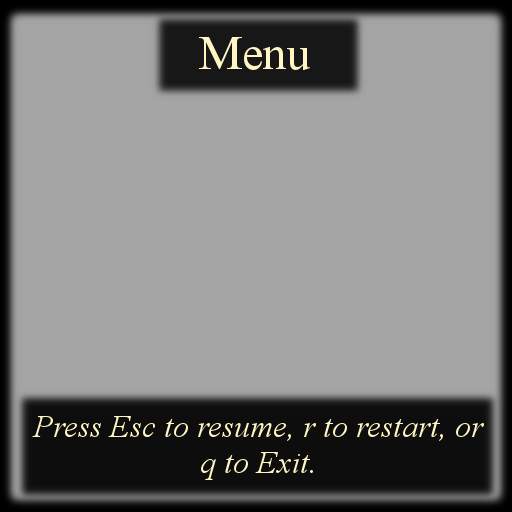 Menu
Press Esc to resume, r to restart, or
q to Exit.